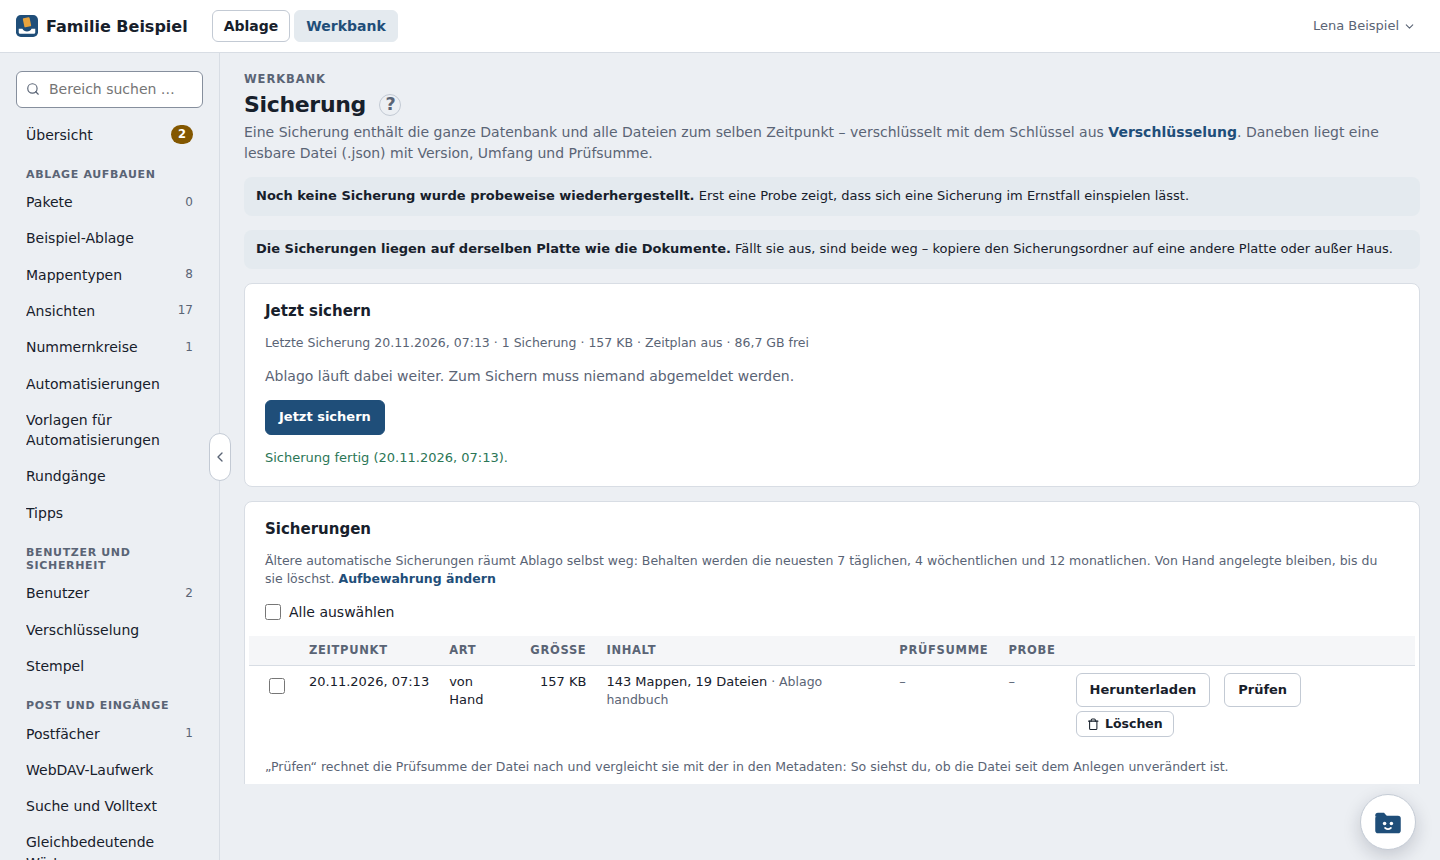 Familie Beispiel
Ablage
Werkbank
Lena Beispiel
Bereich suchen …
Übersicht 2
ABLAGE AUFBAUEN
Pakete 0
Beispiel-Ablage
Mappentypen 8
Ansichten 17
Nummernkreise 1
Automatisierungen
Vorlagen für
Automatisierungen
Rundgänge
Tipps
BENUTZER UND
SICHERHEIT
Benutzer 2
Verschlüsselung
Stempel
POST UND EINGÄNGE
Postfächer 1
WebDAV-Laufwerk
Suche und Volltext
Gleichbedeutende
WERKBANK
Sicherung ?
Eine Sicherung enthält die ganze Datenbank und alle Dateien zum selben Zeitpunkt – verschlüsselt mit dem Schlüssel aus Verschlüsselung. Daneben liegt eine
lesbare Datei (.json) mit Version, Umfang und Prüfsumme.
Noch keine Sicherung wurde probeweise wiederhergestellt. Erst eine Probe zeigt, dass sich eine Sicherung im Ernstfall einspielen lässt.
Die Sicherungen liegen auf derselben Platte wie die Dokumente. Fällt sie aus, sind beide weg – kopiere den Sicherungsordner auf eine andere Platte oder außer Haus.
Jetzt sichern
Letzte Sicherung 20.11.2026, 07:13 · 1 Sicherung · 157 KB · Zeitplan aus · 86,7 GB frei
Ablago läuft dabei weiter. Zum Sichern muss niemand abgemeldet werden.
Jetzt sichern
Sicherung fertig (20.11.2026, 07:13).
Sicherungen
Ältere automatische Sicherungen räumt Ablago selbst weg: Behalten werden die neuesten 7 täglichen, 4 wöchentlichen und 12 monatlichen. Von Hand angelegte bleiben, bis du
sie löschst. Aufbewahrung ändern
Alle auswählen
ZEITPUNKT ART GRÖSSE INHALT PRÜFSUMME PROBE
20.11.2026, 07:13 von 157 KB 143 Mappen, 19 Dateien · Ablago – – Herunterladen Prüfen
Hand handbuch
Löschen
„Prüfen“ rechnet die Prüfsumme der Datei nach und vergleicht sie mit der in den Metadaten: So siehst du, ob die Datei seit dem Anlegen unverändert ist.